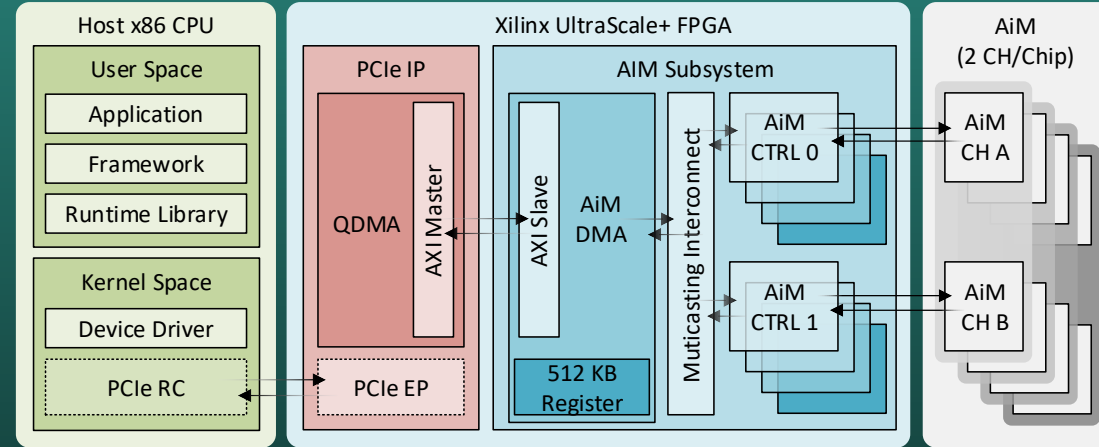 Host x86 CPU
User Space
Application
Framework
Runtime Library
Kernel Space
Device Driver
PCIe RC
Xilinx UltraScale+ FPGA
PCIe IP
QDMA
AXI Master
PCIe EP
AIM Subsystem
AXI Slave
AiM
DMA
512 KB
Register
Muticasting Interconnect
AiM
CTRL 0
AiM
CTRL 1
AiM
(2 CH/Chip)
AiM
CH A
AiM
CH B